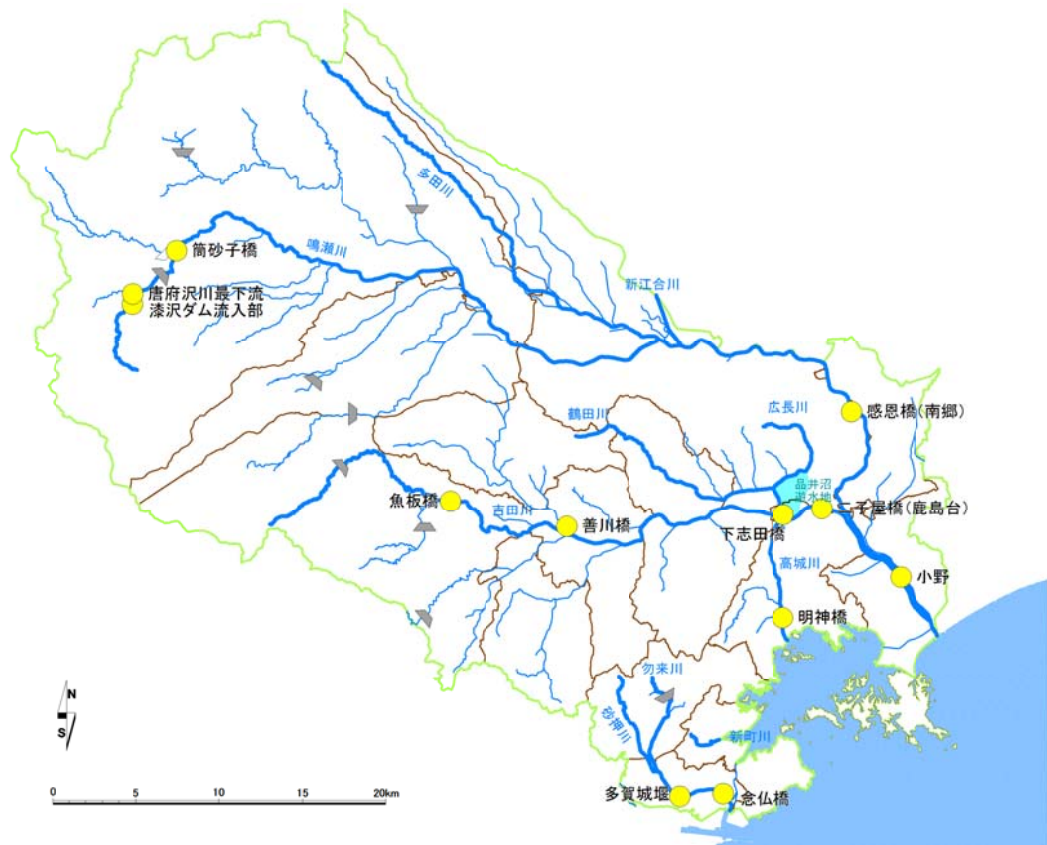 多田川
鳴瀬川
筒砂子橋
新江合川
唐府沢川最下流
漆沢ダム流入部
鶴田川
広長川
感恩橋(南郷)
品井沼
遊水地
魚板橋
吉田川
善川橋
二子屋橋(鹿島台)
下志田橋
高城川
小野
明神橋
勿来川
砂押川
新町川
N
S
0 5 10 20km
多賀城堰
念仏橋